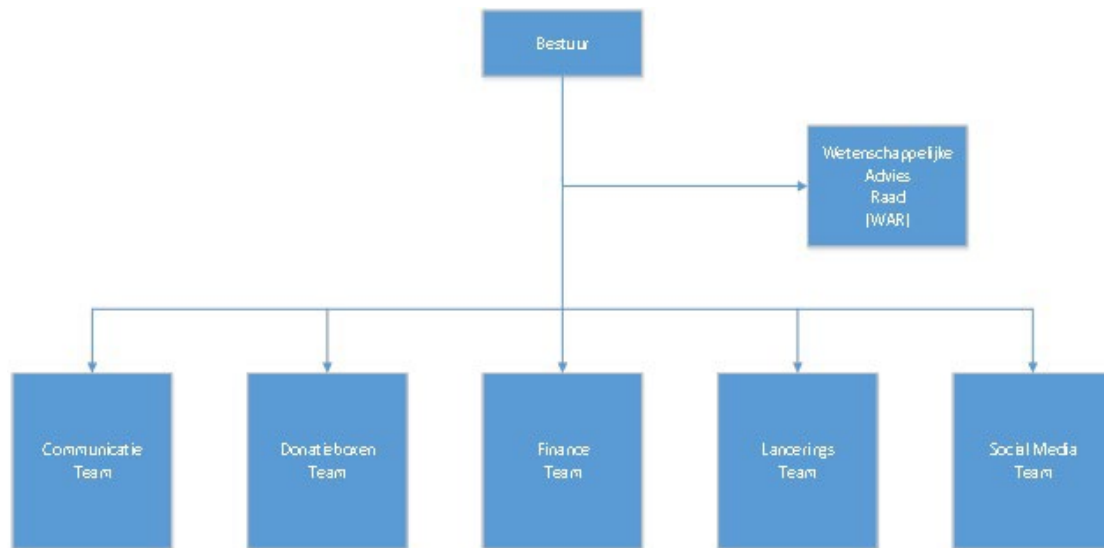 Bestuur
Wetenschappelijke
Advies
Raad
(WAR)
Communicatie
Team
Donatieboxen
Team
Finance
Team
Lancerings
Team
Social Media
Team